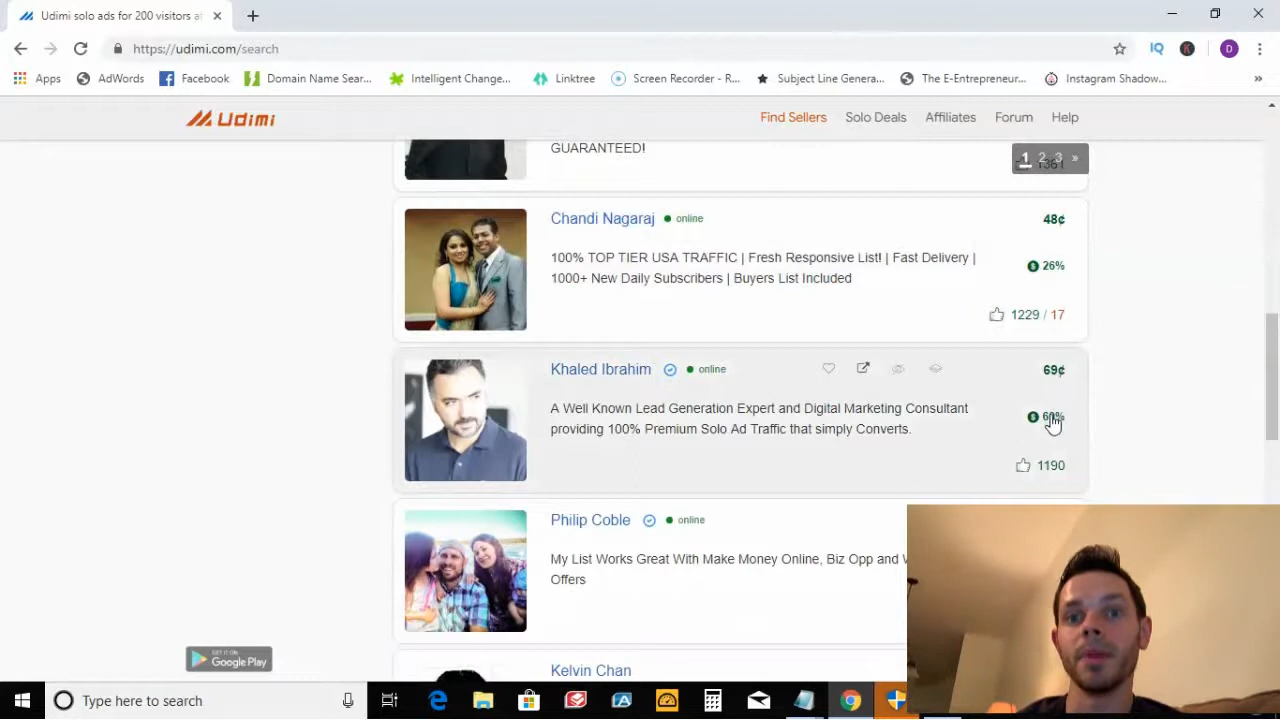 Udimi solo ads for 200 visitors at
https://udimi.com/search
IQ
K
D
Apps
AdWords
Facebook
Domain Name Sear...
Intelligent Change...
Linktree
Screen Recorder - R...
Subject Line Genera...
The E-Entrepreneur...
Instagram Shadow...
»
Udimi
Find Sellers
Solo Deals
Affiliates
Forum
Help
GUARANTEED!
1 2 3 »
Chandi Nagaraj
online
48¢
100% TOP TIER USA TRAFFIC | Fresh Responsive List! | Fast Delivery |
1000+ New Daily Subscribers | Buyers List Included
$ 26%
1229 / 17
Khaled Ibrahim
online
69¢
A Well Known Lead Generation Expert and Digital Marketing Consultant
providing 100% Premium Solo Ad Traffic that simply Converts.
1190
Philip Coble
online
My List Works Great With Make Money Online, Biz Opp and
Offers
GET IT ON
Google Play
Kelvin Chan
Type here to search